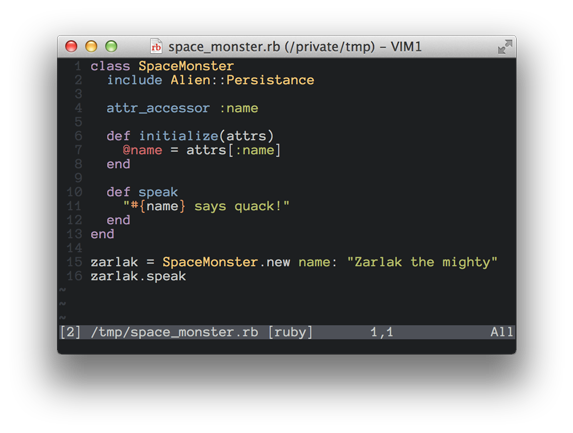 rb space_monster.rb (/private/tmp) – VIM1
1 class SpaceMonster
2   include Alien::Persistance
3
4   attr_accessor :name
5
6   def initialize(attrs)
7     @name = attrs[:name]
8   end
9
10   def speak
11     "#{name} says quack!"
12   end
13 end
14
15 zarlak = SpaceMonster.new name: "Zarlak the mighty"
16 zarlak.speak
~
~
~
[2] /tmp/space_monster.rb [ruby] 1,1 All